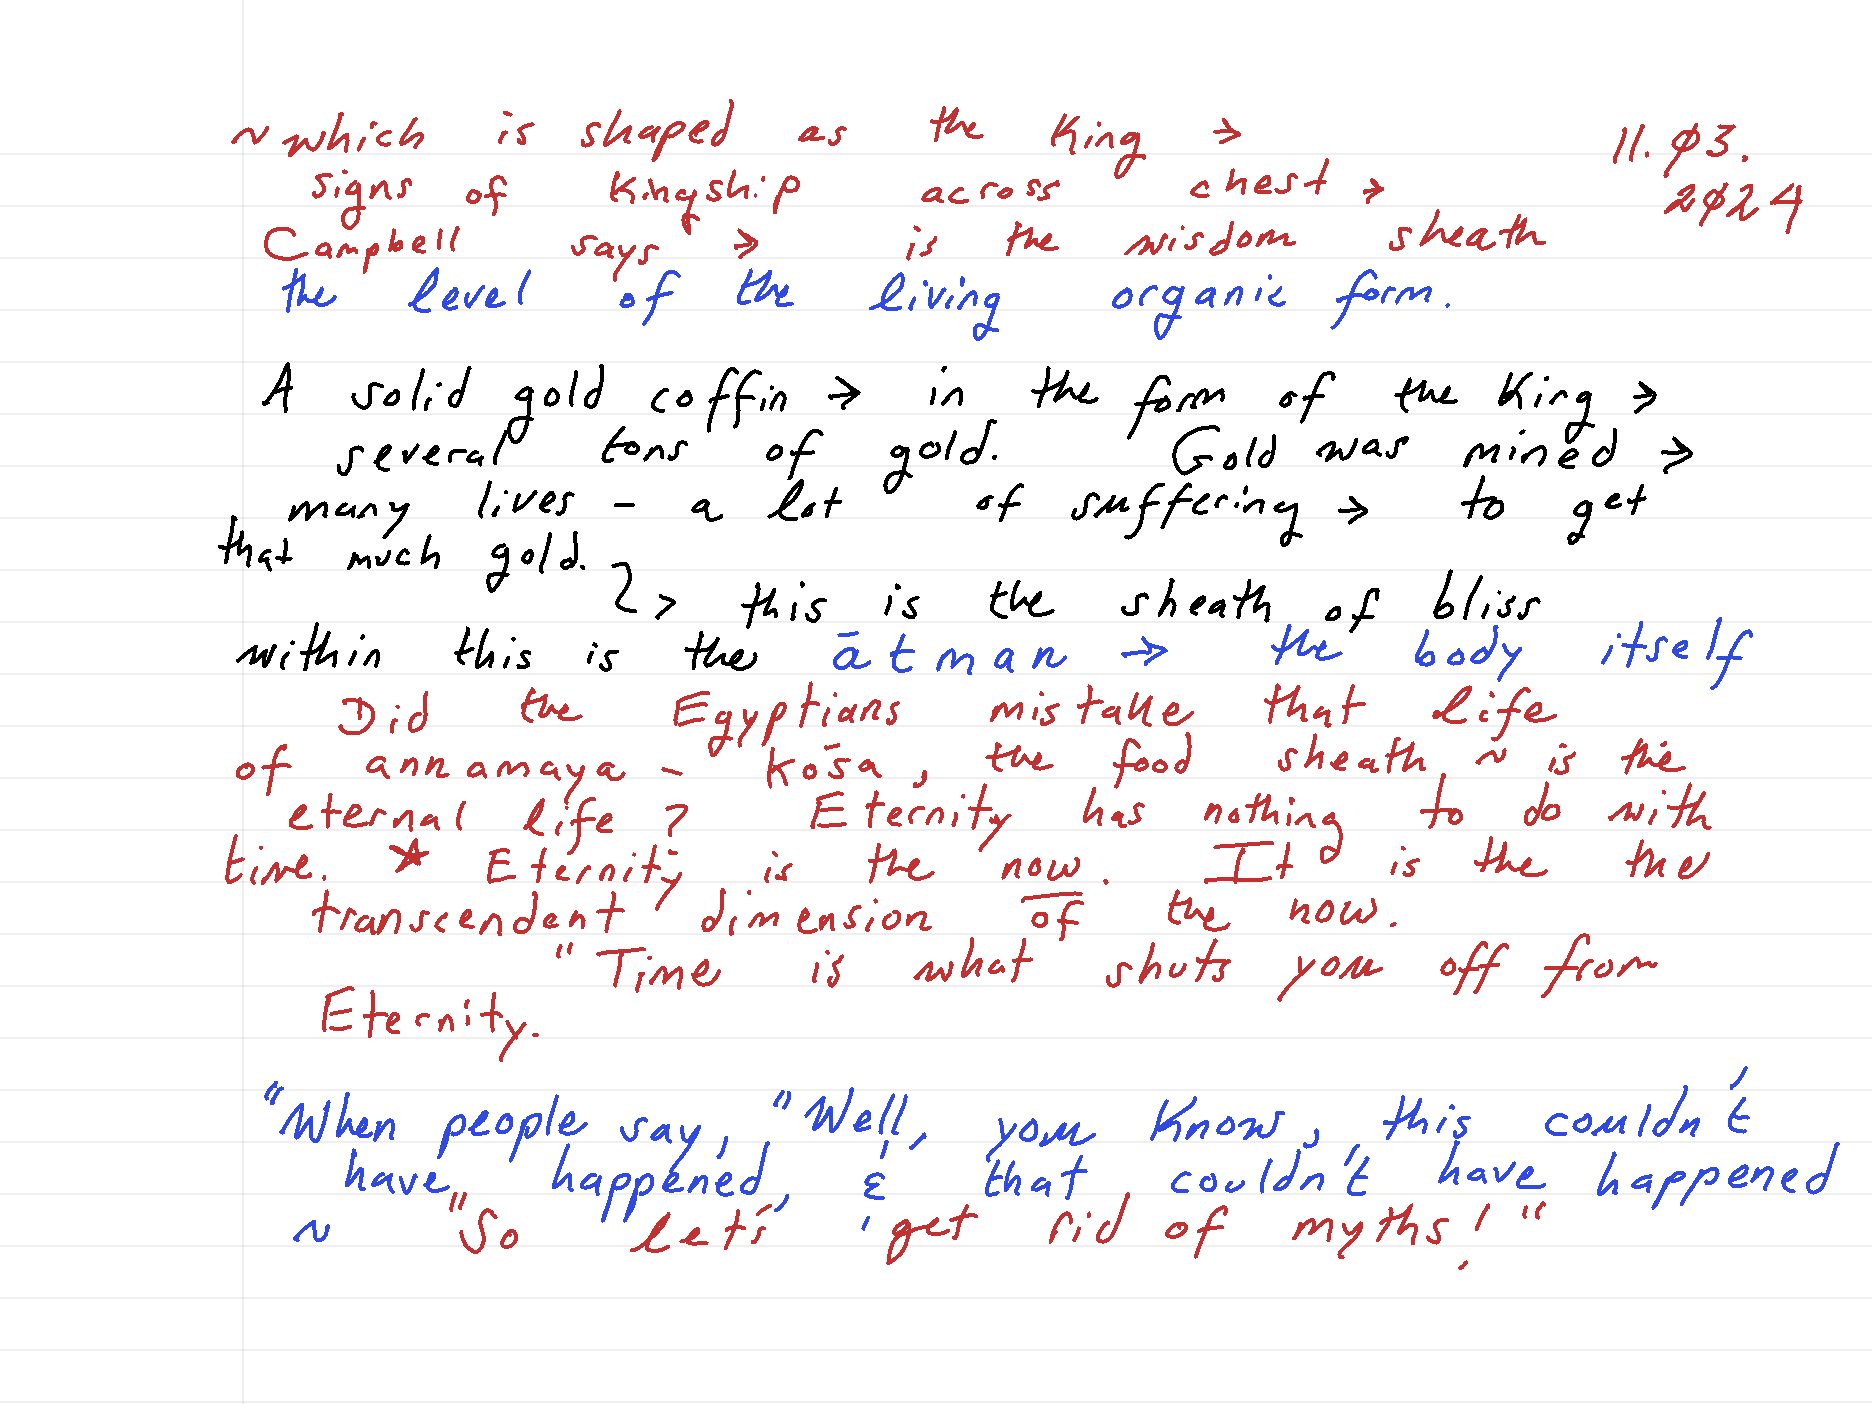 ~ which is shaped as the King → 11. ø3.
signs of Kingship across chest → 2ø24
Campbell says → is the wisdom sheath
the level of the living organic form.
A solid gold coffin → in the form of the King →
several tons of gold. Gold was mined →
many lives - a lot of suffering → to get
that much gold.
↳ this is the sheath of bliss
within this is the ātman → the body itself
Did the Egyptians mistake that life
of annamaya - kōsa, the food sheath ~ is the
eternal life? Eternity has nothing to do with
time. ★ Eternity is the now. It is the the
transcendent dimension of the now.
"Time is what shuts you off from
Eternity.
"When people say, "Well, you know, this couldn't
have happened, & that couldn't have happened
~ "So let's get rid of myths!"